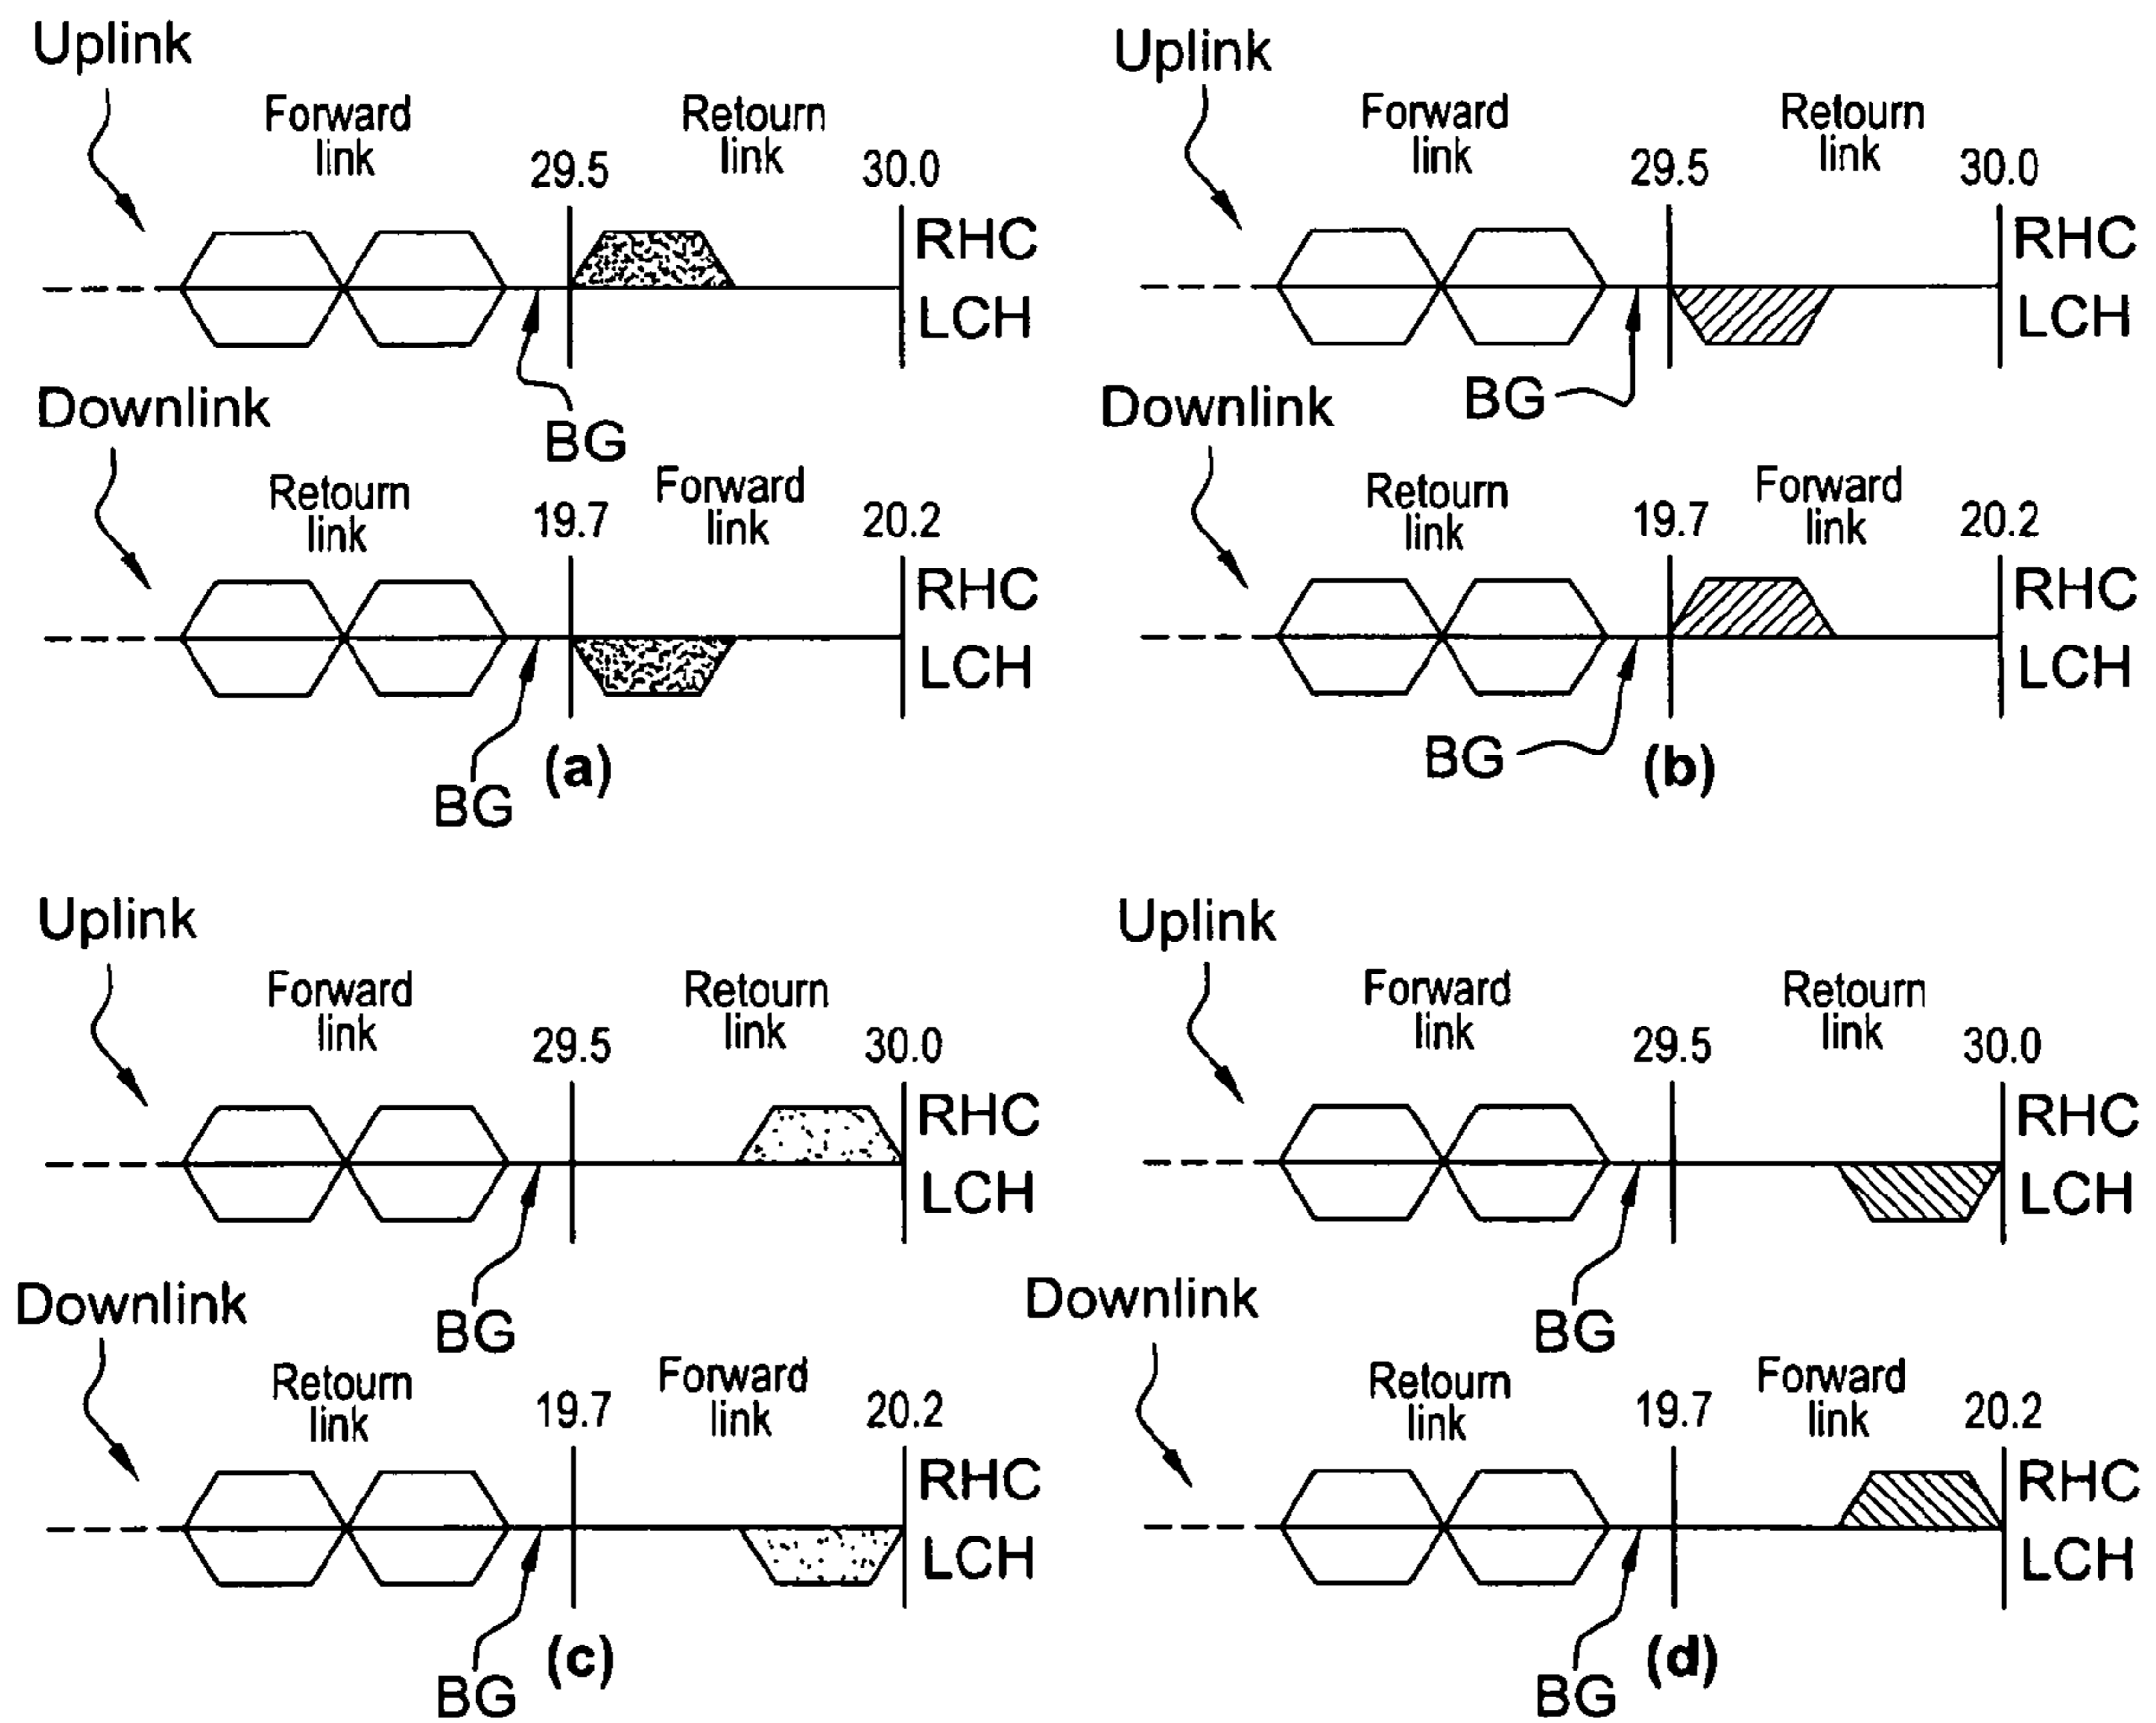 Uplink
Forward
link
29.5
Retourn
link
30.0
RHC
LCH
BG
Downlink
Retourn
link
19.7
Forward
link
20.2
RHC
LCH
BG
(a)
Uplink
Forward
link
29.5
Retourn
link
30.0
RHC
LCH
BG
Downlink
Retourn
link
19.7
Forward
link
20.2
RHC
LCH
BG
(b)
Uplink
Forward
link
29.5
Retourn
link
30.0
RHC
LCH
BG
Downlink
Retourn
link
19.7
Forward
link
20.2
RHC
LCH
BG
(c)
Uplink
Forward
link
29.5
Retourn
link
30.0
RHC
LCH
BG
Downlink
Retourn
link
19.7
Forward
link
20.2
RHC
LCH
BG
(d)